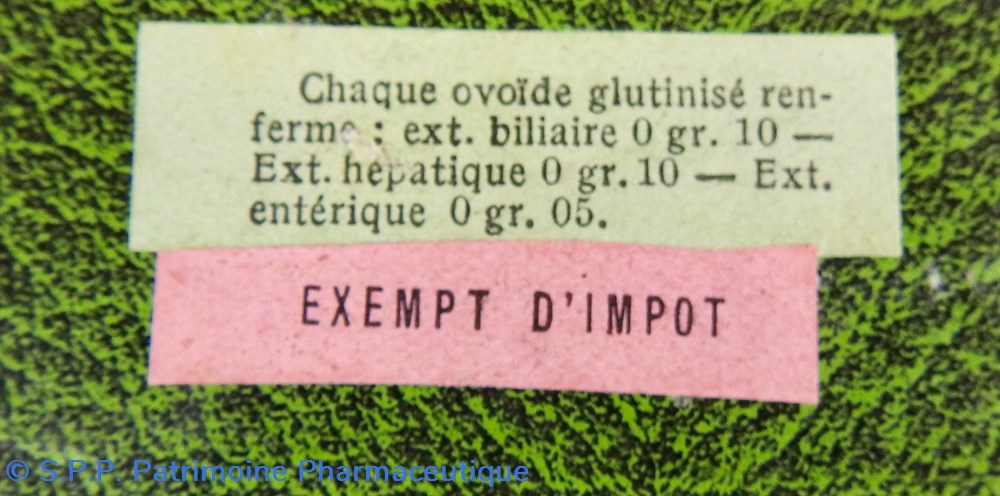 Chaque ovoïde glutinisé ren-
ferme : ext. biliaire 0 gr. 10 —
Ext. hépatique 0 gr. 10 — Ext.
entérique 0 gr. 05.
EXEMPT D'IMPOT
© S.P.P. Patrimoine Pharmaceutique